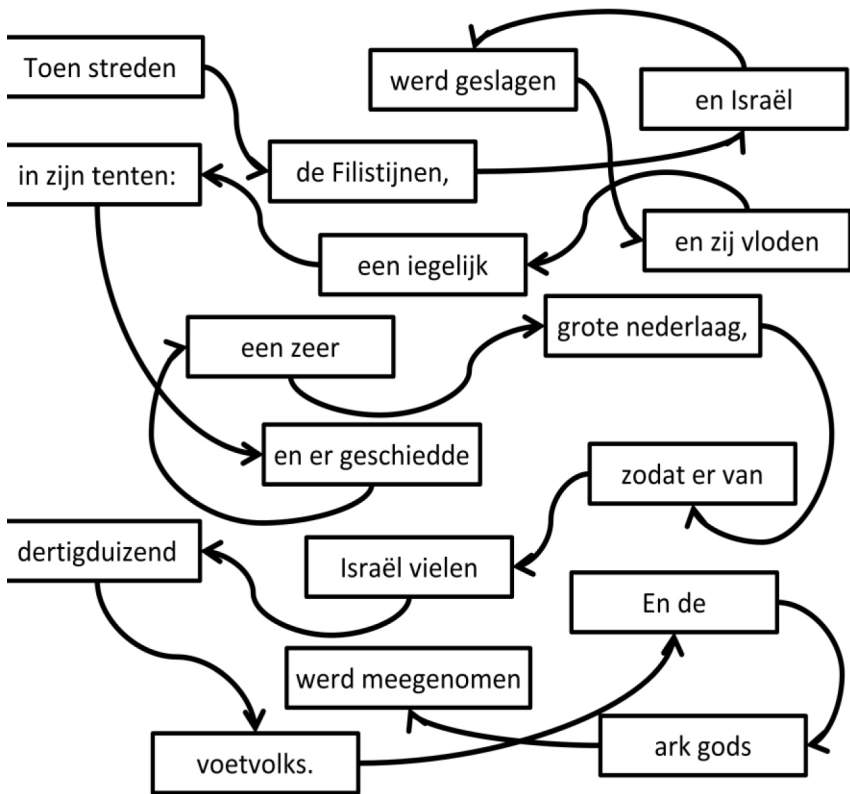 Toen streden
de Filistijnen,
en Israël
werd geslagen
en zij vloden
een iegelijk
in zijn tenten:
en er geschiedde
een zeer
grote nederlaag,
zodat er van
Israël vielen
dertigduizend
voetvolks.
En de
ark gods
werd meegenomen